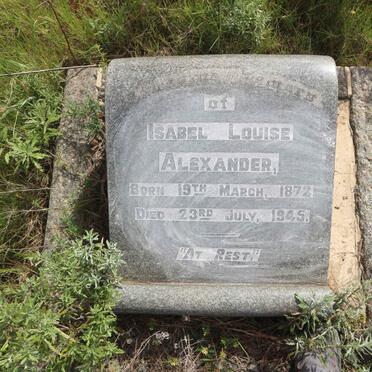 of
Isabel Louise
Alexander,
Born 19th March, 1872
Died 23rd July, 1945.
"At Rest"